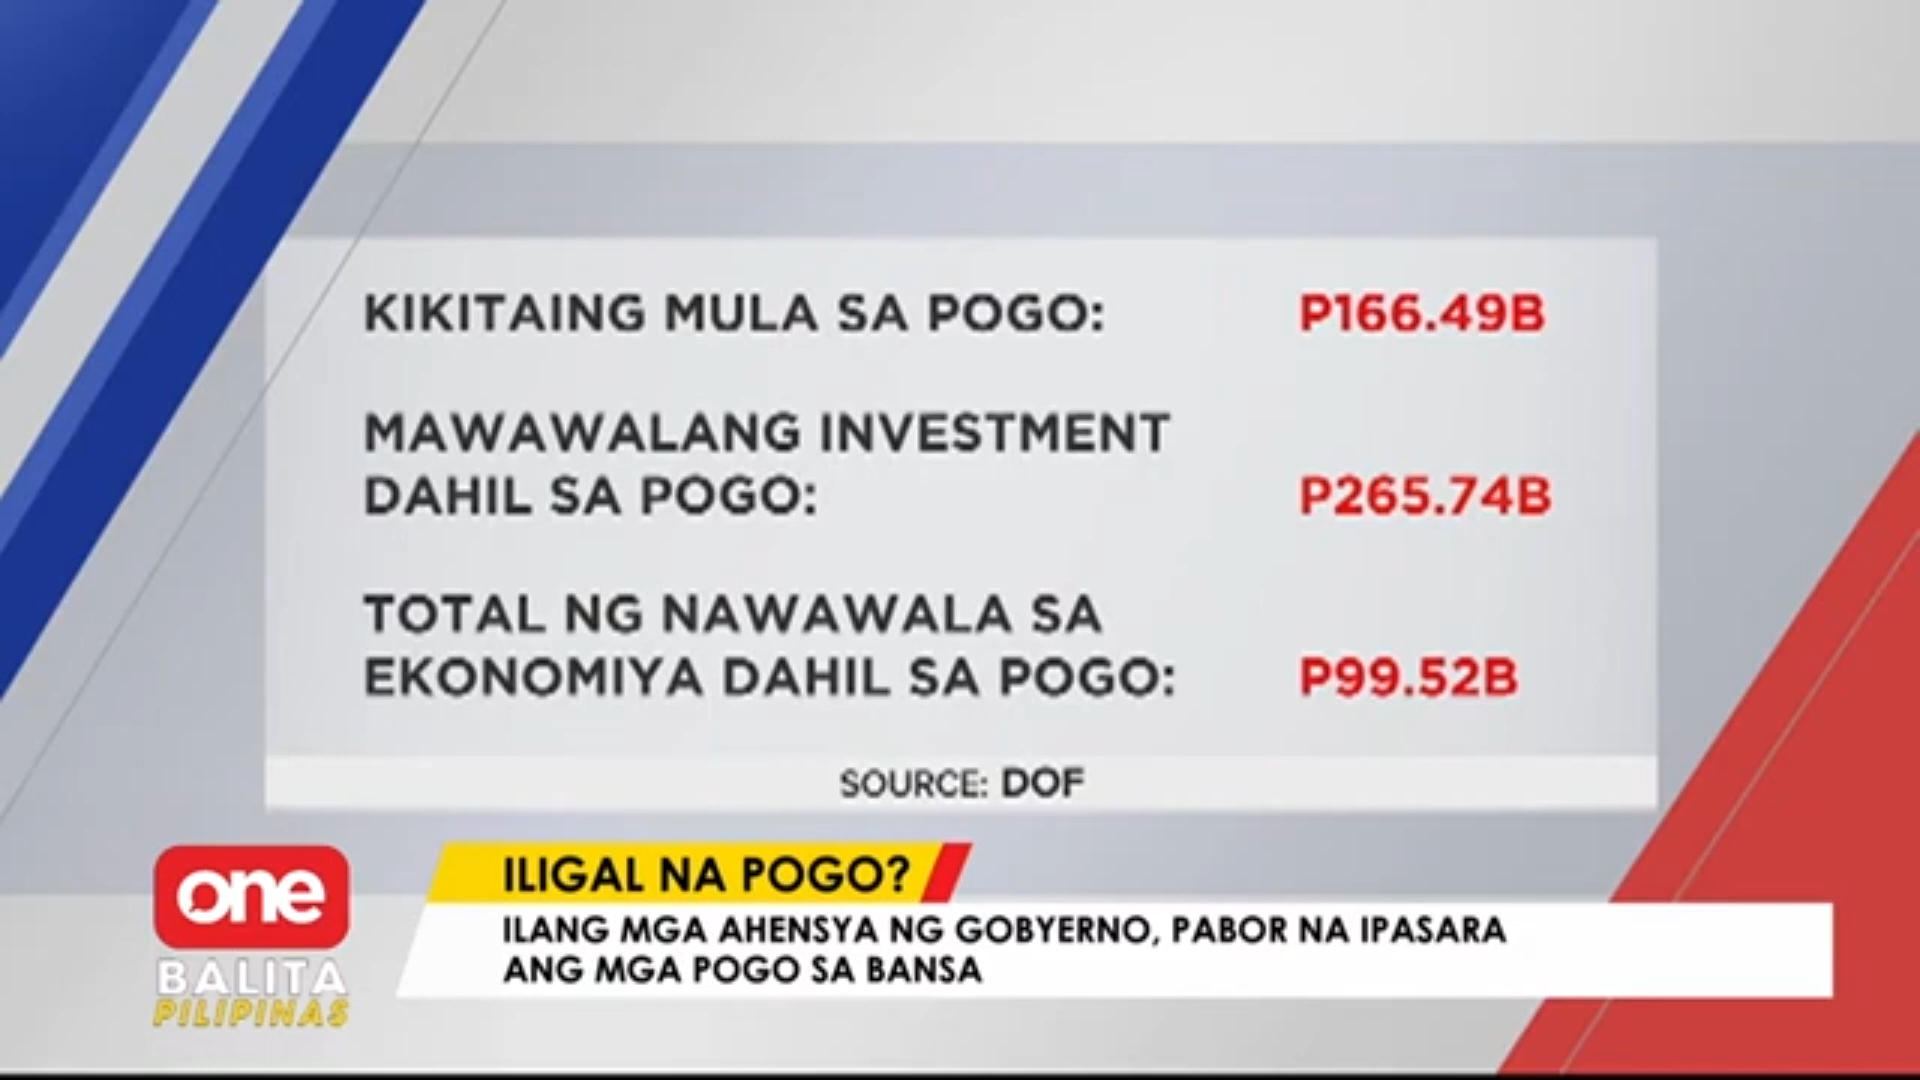 KIKITAING MULA SA POGO: P166.49B
MAWAWALANG INVESTMENT
DAHIL SA POGO: P265.74B
TOTAL NG NAWAWALA SA
EKONOMIYA DAHIL SA POGO: P99.52B
SOURCE: DOF
one
BALITA
PILIPINAS
ILIGAL NA POGO?
ILANG MGA AHENSYA NG GOBYERNO, PABOR NA IPASARA
ANG MGA POGO SA BANSA